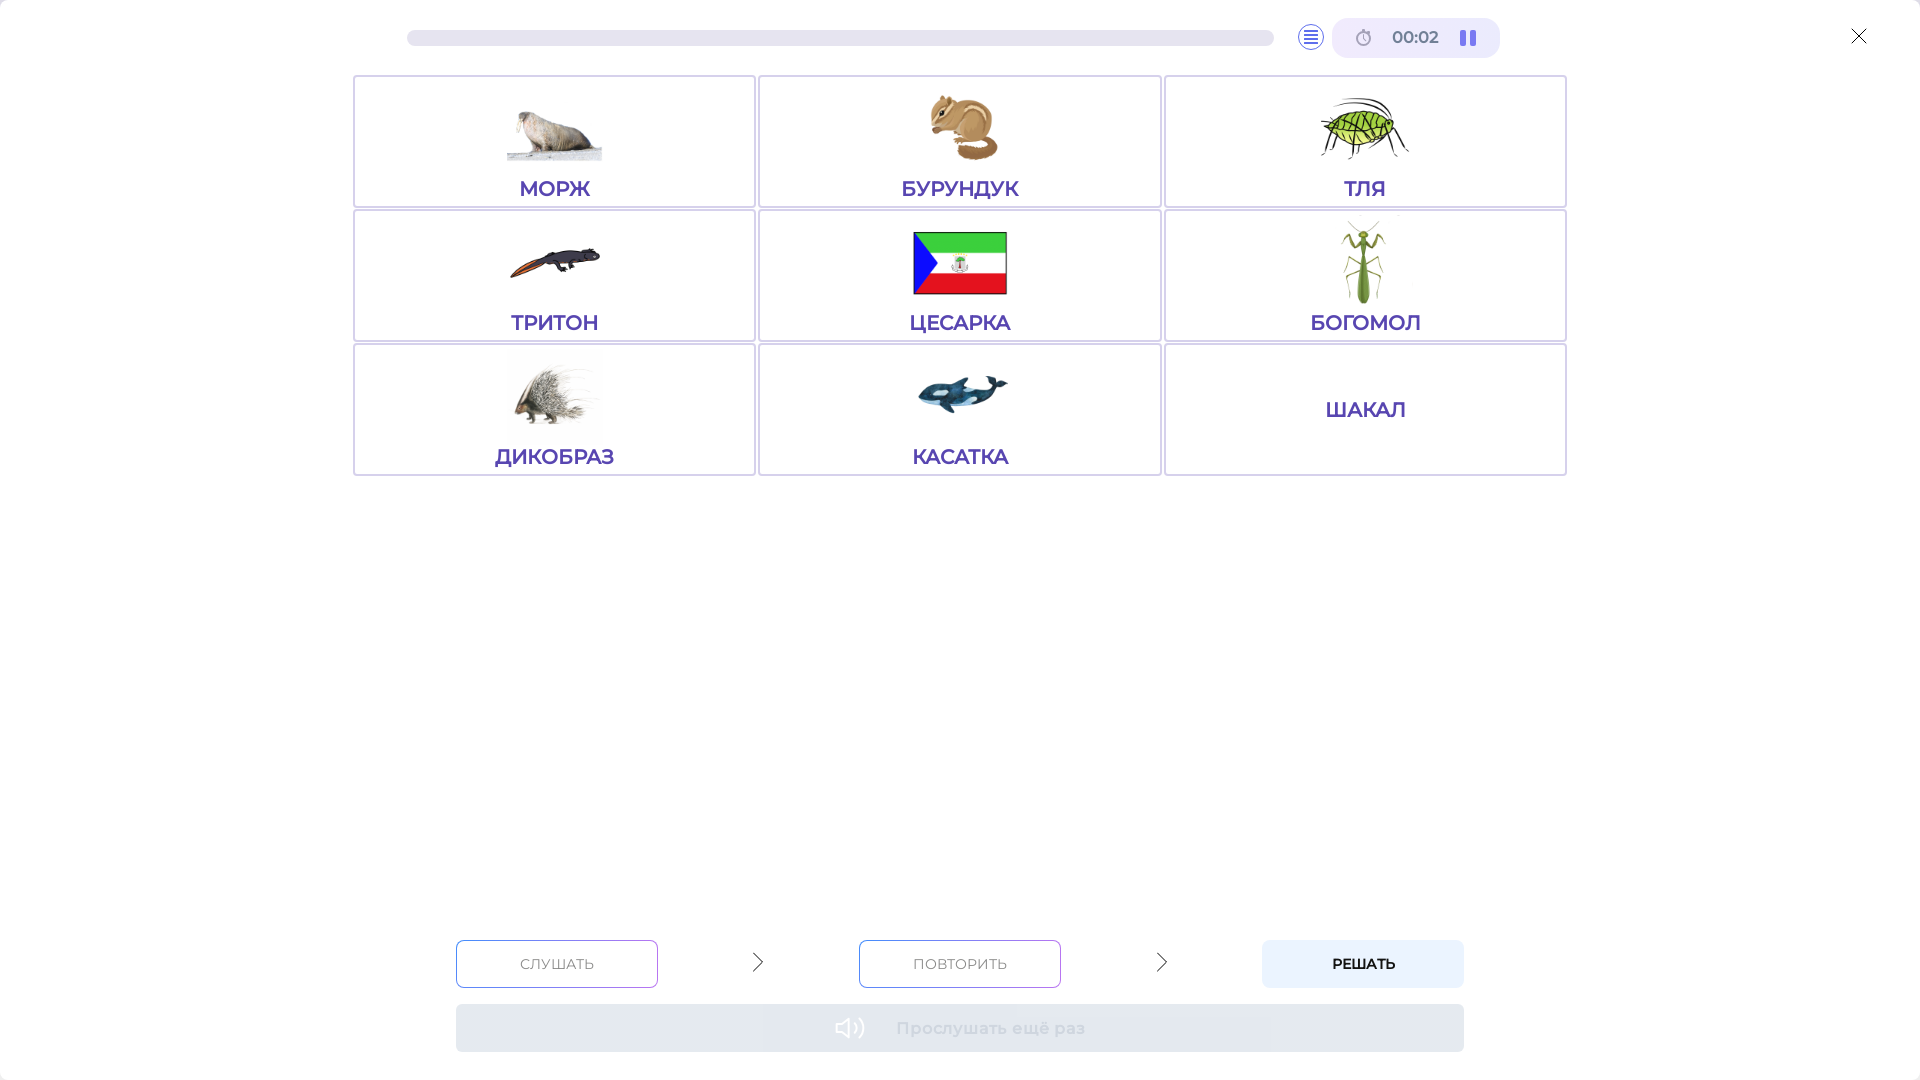 00:02
МОРЖ
БУРУНДУК
ТЛЯ
ТРИТОН
ЦЕСАРКА
БОГОМОЛ
ДИКОБРАЗ
КАСАТКА
ШАКАЛ
СЛУШАТЬ
ПОВТОРИТЬ
РЕШАТЬ
Прослушать ещё раз